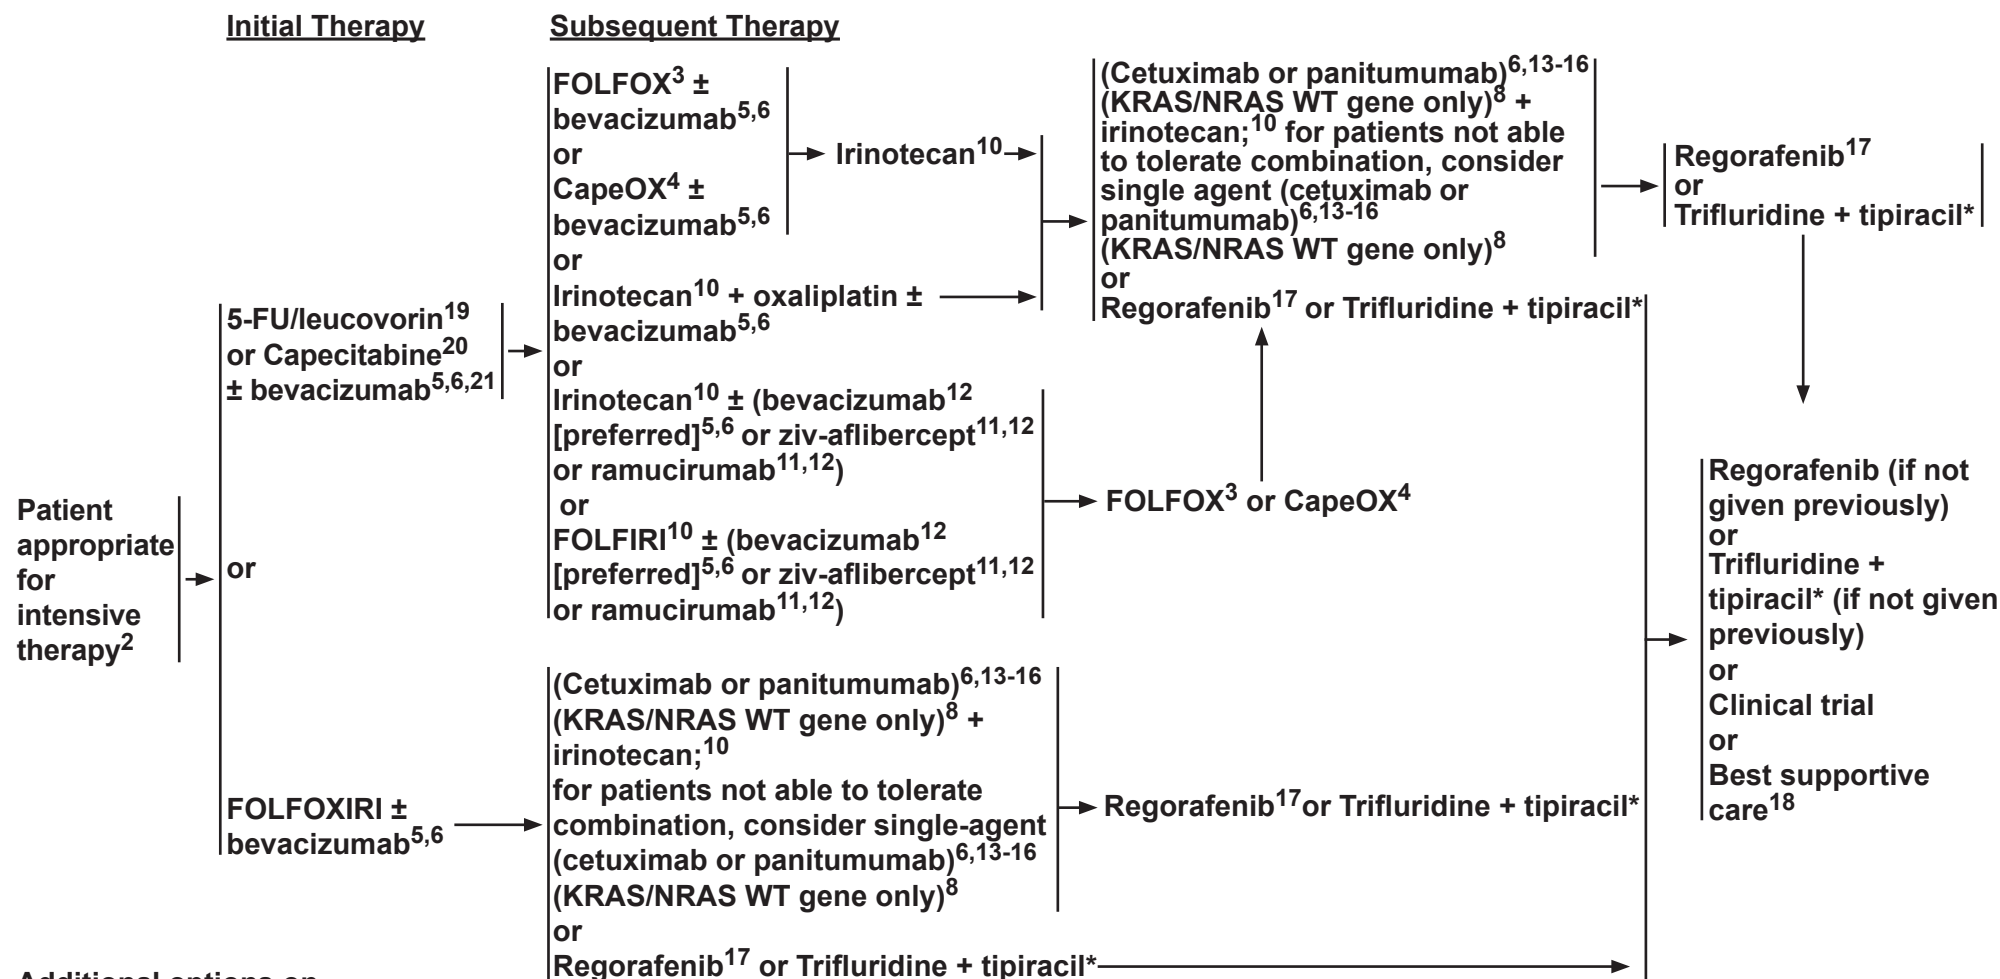 Initial Therapy
Subsequent Therapy
Patient
appropriate
for
intensive
therapy2
5-FU/leucovorin19
or Capecitabine20
± bevacizumab5,6,21
or
FOLFOXIRI ±
bevacizumab5,6
FOLFOX3 ±
bevacizumab5,6
or
CapeOX4 ±
bevacizumab5,6
or
Irinotecan10 + oxaliplatin ±
bevacizumab5,6
or
Irinotecan10 ± (bevacizumab12
[preferred]5,6 or ziv-aflibercept11,12
or ramucirumab11,12)
or
FOLFIRI10 ± (bevacizumab12
[preferred]5,6 or ziv-aflibercept11,12
or ramucirumab11,12)
(Cetuximab or panitumumab)6,13-16
(KRAS/NRAS WT gene only)8 +
irinotecan;10
for patients not able to tolerate
combination, consider single-agent
(cetuximab or panitumumab)6,13-16
(KRAS/NRAS WT gene only)8
or
Regorafenib17 or Trifluridine + tipiracil*
Irinotecan10
FOLFOX3 or CapeOX4
(Cetuximab or panitumumab)6,13-16
(KRAS/NRAS WT gene only)8 +
irinotecan;10 for patients not able
to tolerate combination, consider
single agent (cetuximab or
panitumumab)6,13-16
(KRAS/NRAS WT gene only)8
or
Regorafenib17 or Trifluridine + tipiracil*
Regorafenib17or Trifluridine + tipiracil*
Regorafenib17
or
Trifluridine + tipiracil*
Regorafenib (if not
given previously)
or
Trifluridine +
tipiracil* (if not given
previously)
or
Clinical trial
or
Best supportive
care18
Additional options on